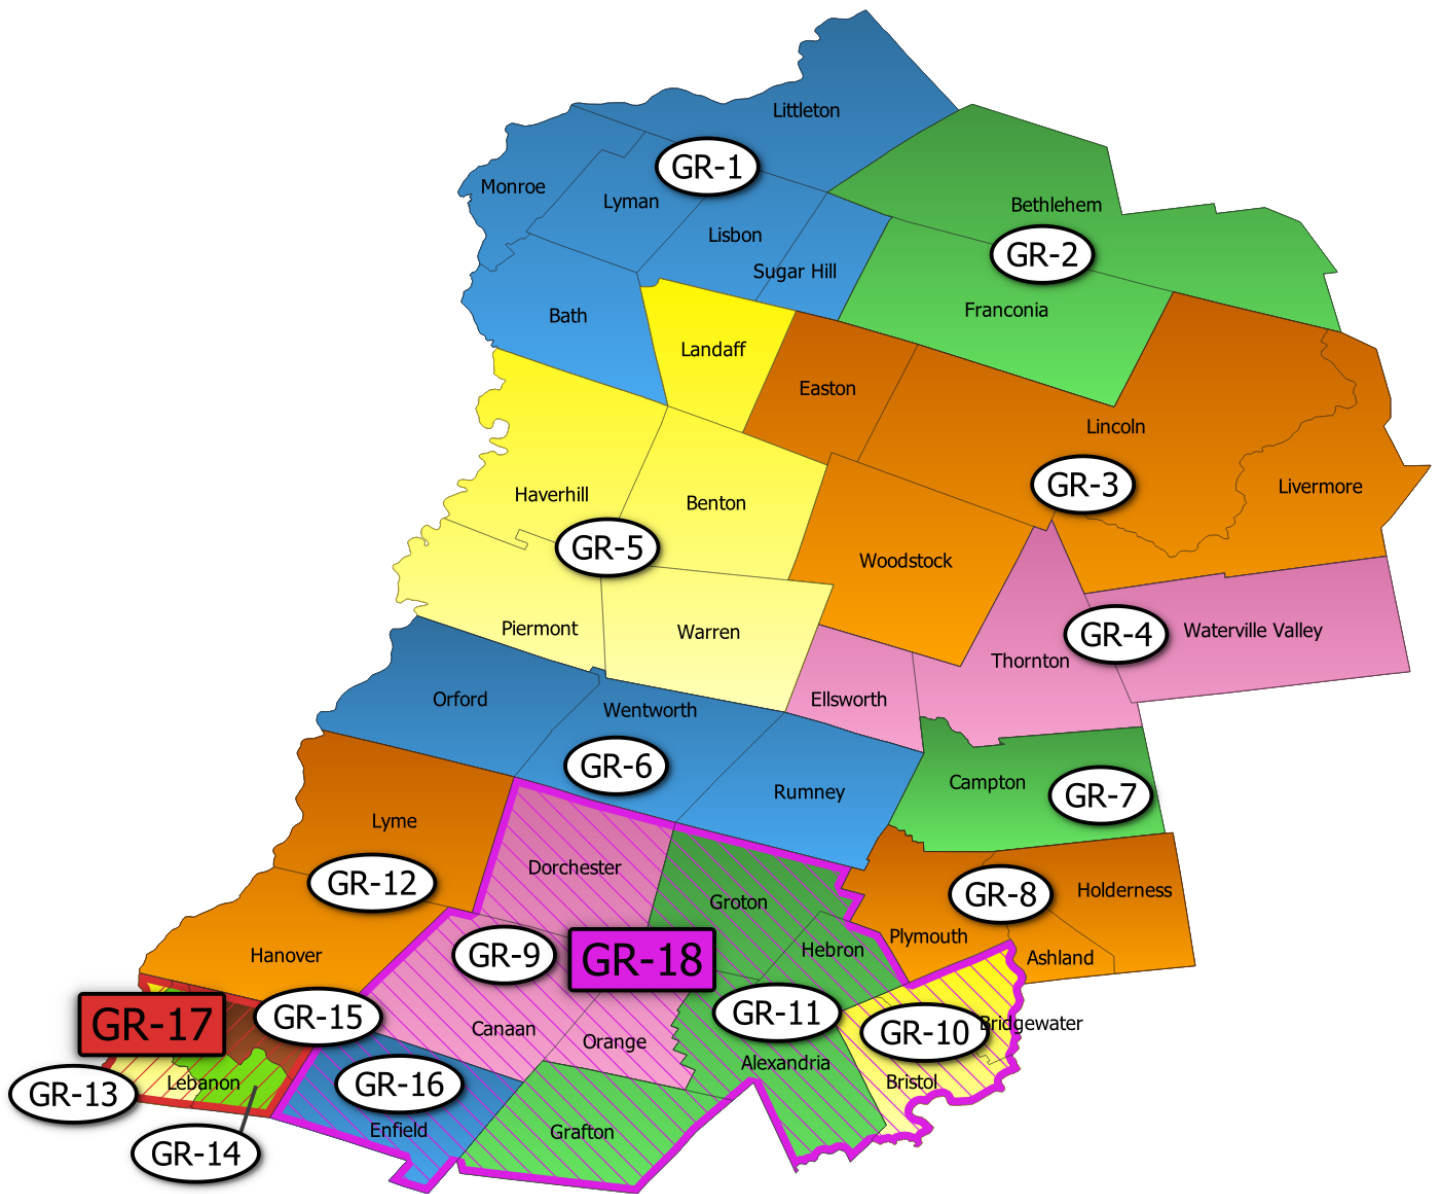 Littleton
GR-1
Monroe
Lyman
Bethlehem
Lisbon
GR-2
Sugar Hill
Franconia
Bath
Landaff
Easton
Lincoln
GR-3
Livermore
Haverhill
Benton
GR-5
Woodstock
Piermont
Warren
GR-4
Waterville Valley
Thornton
Orford
Wentworth
Ellsworth
GR-6
Rumney
Campton
GR-7
Lyme
Dorchester
GR-12
Groton
GR-8
Holderness
Hanover
GR-9
GR-18
Hebron
Plymouth
Ashland
GR-17
GR-15
Canaan
Orange
GR-11
GR-10
Bridgewater
Alexandria
Lebanon
GR-16
Bristol
GR-13
Enfield
Grafton
GR-14